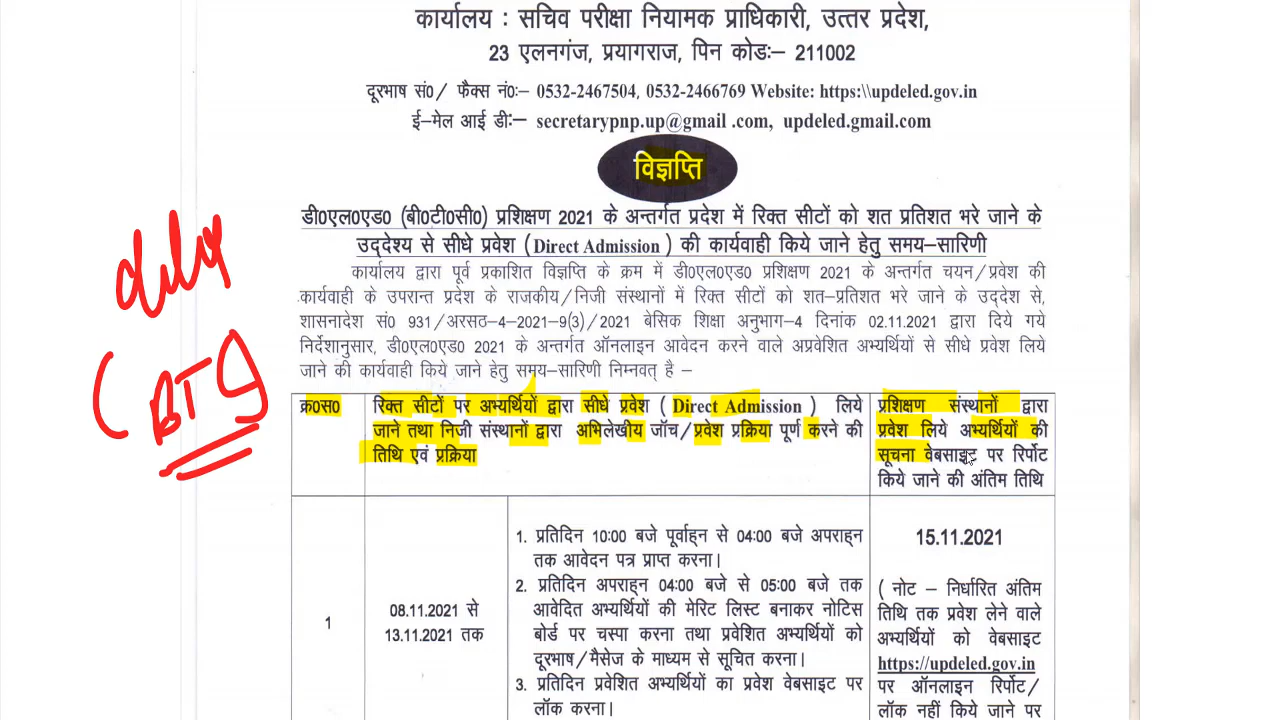 कार्यालय : सचिव परीक्षा नियामक प्राधिकारी, उत्तर प्रदेश,
23 एलनगंज, प्रयागराज, पिन कोडः- 211002
दूरभाष सं0/ फैक्स नं0:- 0532-2467504, 0532-2466769 Website: https:\\updeled.gov.in
ई-मेल आई डी:- secretarypnp.up@gmail .com, updeled.gmail.com
विज्ञप्ति
डी0एल0एड0 (बी0टी0सी0) प्रशिक्षण 2021 के अन्तर्गत प्रदेश में रिक्त सीटों को शत प्रतिशत भरे जाने के
उद्देश्य से सीधे प्रवेश (Direct Admission ) की कार्यवाही किये जाने हेतु समय-सारिणी
कार्यालय द्वारा पूर्व प्रकाशित विज्ञप्ति के क्रम में डी0एल0एड0 प्रशिक्षण 2021 के अन्तर्गत चयन/प्रवेश की
कार्यवाही के उपरान्त प्रदेश के राजकीय/निजी संस्थानों में रिक्त सीटों को शत-प्रतिशत भरे जाने के उद्देश से,
शासनादेश सं0 931/अरसठ-4-2021-9(3)/2021 बेसिक शिक्षा अनुभाग-4 दिनांक 02.11.2021 द्वारा दिये गये
निर्देशानुसार, डी0एल0एड0 2021 के अन्तर्गत ऑनलाइन आवेदन करने वाले अप्रवेशित अभ्यर्थियों से सीधे प्रवेश लिये
जाने की कार्यवाही किये जाने हेतु समय-सारिणी निम्नवत् है -
(BTC)
क्र0स0
रिक्त सीटों पर अभ्यर्थियों द्वारा सीधे प्रवेश ( Direct Admission ) लिये
जाने तथा निजी संस्थानों द्वारा अभिलेखीय जॉच/प्रवेश प्रक्रिया पूर्ण करने की
तिथि एवं प्रक्रिया
प्रशिक्षण संस्थानों द्वारा
प्रवेश लिये अभ्यर्थियों की
सूचना वेबसाइट पर रिर्पोट
किये जाने की अंतिम तिथि
1
08.11.2021 से
13.11.2021 तक
1. प्रतिदिन 10:00 बजे पूर्वाह्न से 04:00 बजे अपराह्न
तक आवेदन पत्र प्राप्त करना।
2. प्रतिदिन अपराह्न 04:00 बजे से 05:00 बजे तक
आवेदित अभ्यर्थियों की मेरिट लिस्ट बनाकर नोटिस
बोर्ड पर चस्पा करना तथा प्रवेशित अभ्यर्थियों को
दूरभाष/मैसेज के माध्यम से सूचित करना।
3. प्रतिदिन प्रवेशित अभ्यर्थियों का प्रवेश वेबसाइट पर
लॉक करना।
15.11.2021
( नोट - निर्धारित अंतिम
तिथि तक प्रवेश लेने वाले
अभ्यर्थियों को वेबसाइट
https://updeled.gov.in
पर ऑनलाइन रिर्पोट/
लॉक नहीं किये जाने पर